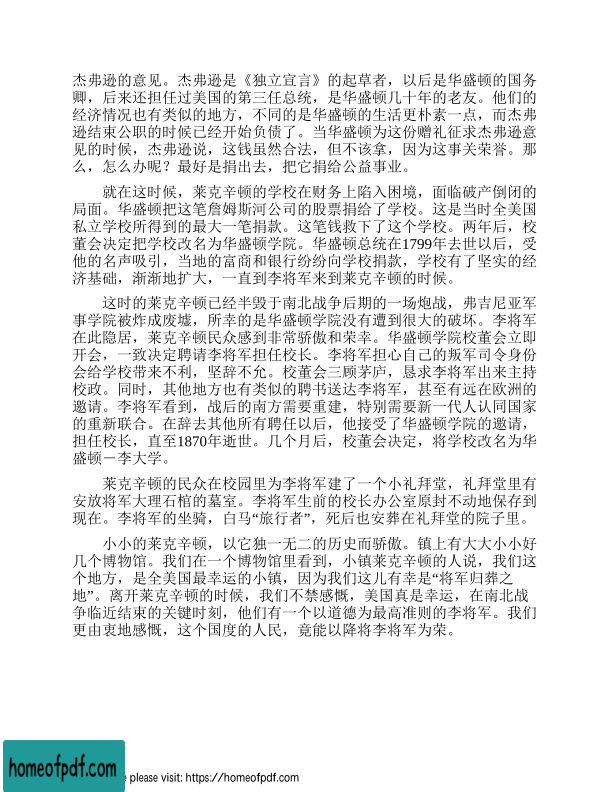 杰弗逊的意见。杰弗逊是《独立宣言》的起草者，以后是华盛顿的国务
卿，后来还担任过美国的第三任总统，是华盛顿几十年的老友。他们的
经济情况也有类似的地方，不同的是华盛顿的生活更朴素一点，而杰弗
逊结束公职的时候已经开始负债了。当华盛顿为这份赠礼征求杰弗逊意
见的时候，杰弗逊说，这钱虽然合法，但不该拿，因为这事关荣誉。那
么，怎么办呢？最好是捐出去，把它捐给公益事业。
就在这时候，莱克辛顿的学校在财务上陷入困境，面临破产倒闭的
局面。华盛顿把这笔詹姆斯河公司的股票捐给了学校。这是当时全美国
私立学校所得到的最大一笔捐款。这笔钱救下了这个学校。两年后，校
董会决定把学校改名为华盛顿学院。华盛顿总统在1799年去世以后，受
他的名声吸引，当地的富商和银行纷纷向学校捐款，学校有了坚实的经
济基础，渐渐地扩大，一直到李将军来到莱克辛顿的时候。
这时的莱克辛顿已经半毁于南北战争后期的一场炮战，弗吉尼亚军
事学院被炸成废墟，所幸的是华盛顿学院没有遭到很大的破坏。李将军
在此隐居，莱克辛顿民众感到非常骄傲和荣幸。华盛顿学院校董会立即
开会，一致决定聘请李将军担任校长。李将军担心自己的叛军司令身份
会给学校带来不利，坚辞不允。校董会三顾茅庐，恳求李将军出来主持
校政。同时，其他地方也有类似的聘书送达李将军，甚至有远在欧洲的
邀请。李将军看到，战后的南方需要重建，特别需要新一代人认同国家
的重新联合。在辞去其他所有聘任以后，他接受了华盛顿学院的邀请，
担任校长，直至1870年逝世。几个月后，校董会决定，将学校改名为华
盛顿－李大学。
莱克辛顿的民众在校园里为李将军建了一个小礼拜堂，礼拜堂里有
安放将军大理石棺的墓室。李将军生前的校长办公室原封不动地保存到
现在。李将军的坐骑，白马“旅行者”，死后也安葬在礼拜堂的院子里。
小小的莱克辛顿，以它独一无二的历史而骄傲。镇上有大大小小好
几个博物馆。我们在一个博物馆里看到，小镇莱克辛顿的人说，我们这
个地方，是全美国最幸运的小镇，因为我们这儿有幸是“将军归葬之
地”。离开莱克辛顿的时候，我们不禁感慨，美国真是幸运，在南北战
争临近结束的关键时刻，他们有一个以道德为最高准则的李将军。我们
更由衷地感慨，这个国度的人民，竟能以降将李将军为荣。
homeofpdf.com
please visit: https://homeofpdf.com